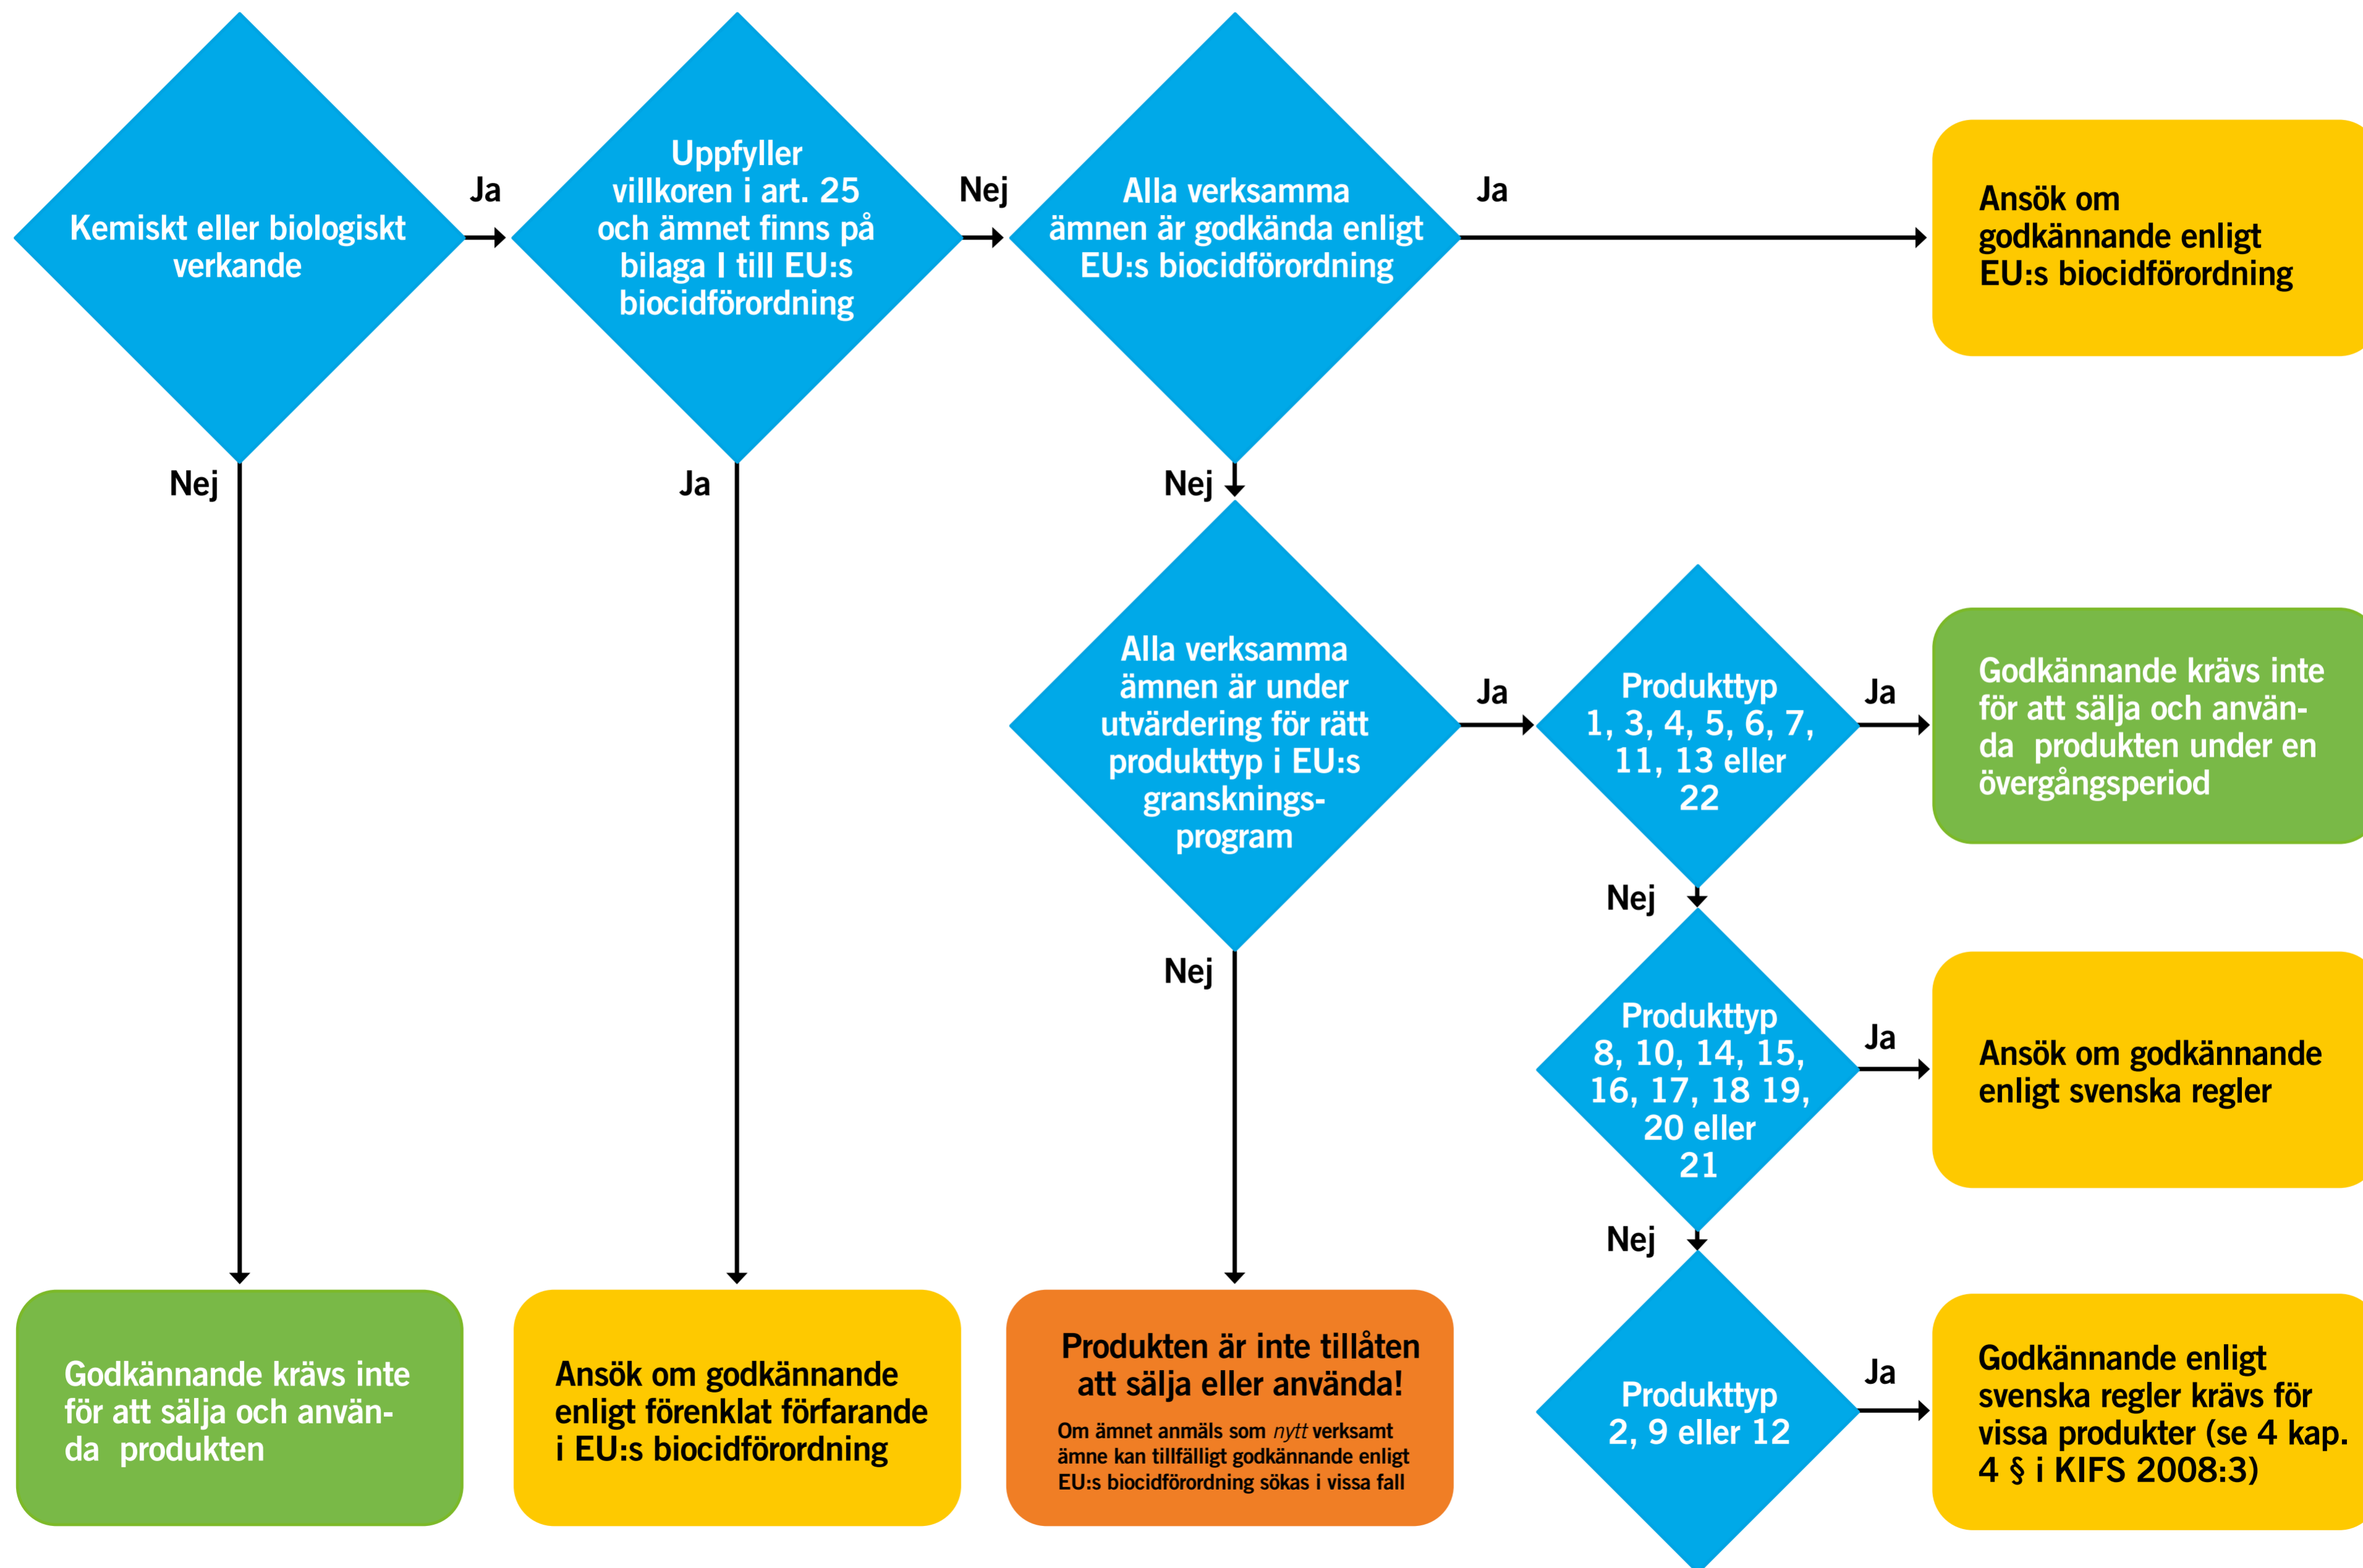 Kemiskt eller biologiskt
verkande
Ja
Nej
Uppfyller
villkoren i art. 25
och ämnet finns på
bilaga I till EU:s
biocidförordning
Nej
Ja
Alla verksamma
ämnen är godkända enligt
EU:s biocidförordning
Ja
Nej
Ansök om
godkännande enligt
EU:s biocidförordning
Alla verksamma
ämnen är under
utvärdering för rätt
produkttyp i EU:s
gransknings-
program
Ja
Nej
Produkttyp
1, 3, 4, 5, 6, 7,
11, 13 eller
22
Ja
Nej
Godkännande krävs inte
för att sälja och använ-
da  produkten under en
övergångsperiod
Produkttyp
8, 10, 14, 15,
16, 17, 18 19,
20 eller
21
Ja
Nej
Ansök om godkännande
enligt svenska regler
Godkännande krävs inte
för att sälja och använ-
da  produkten
Ansök om godkännande
enligt förenklat förfarande
i EU:s biocidförordning
Produkten är inte tillåten
att sälja eller använda!
Om ämnet anmäls som nytt verksamt
ämne kan tillfälligt godkännande enligt
EU:s biocidförordning sökas i vissa fall
Produkttyp
2, 9 eller 12
Ja
Godkännande enligt
svenska regler krävs för
vissa produkter (se 4 kap.
4 § i KIFS 2008:3)